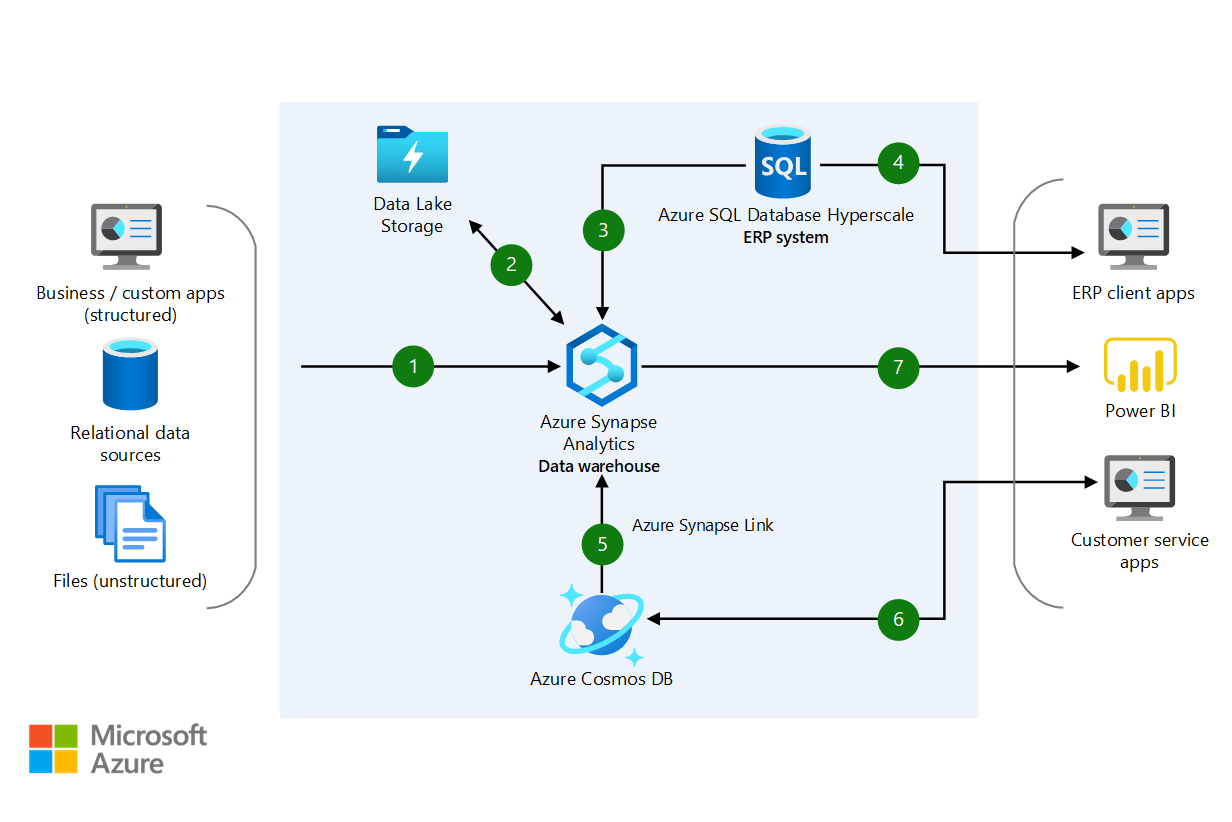 Business / custom apps
(structured)
Relational data
sources
Files (unstructured)
Data Lake
Storage
SQL
Azure SQL Database Hyperscale
ERP system
1
2
3
4
Azure Synapse
Analytics
Data warehouse
5
Azure Synapse Link
Azure Cosmos DB
6
7
ERP client apps
Power BI
Customer service
apps
Microsoft
Azure